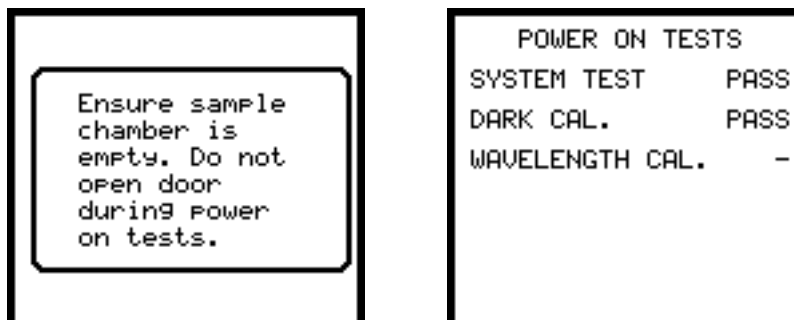 Ensure sample
chamber is
empty. Do not
open door
during power
on tests.
POWER ON TESTS
SYSTEM TEST PASS
DARK CAL. PASS
WAVELENGTH CAL. -